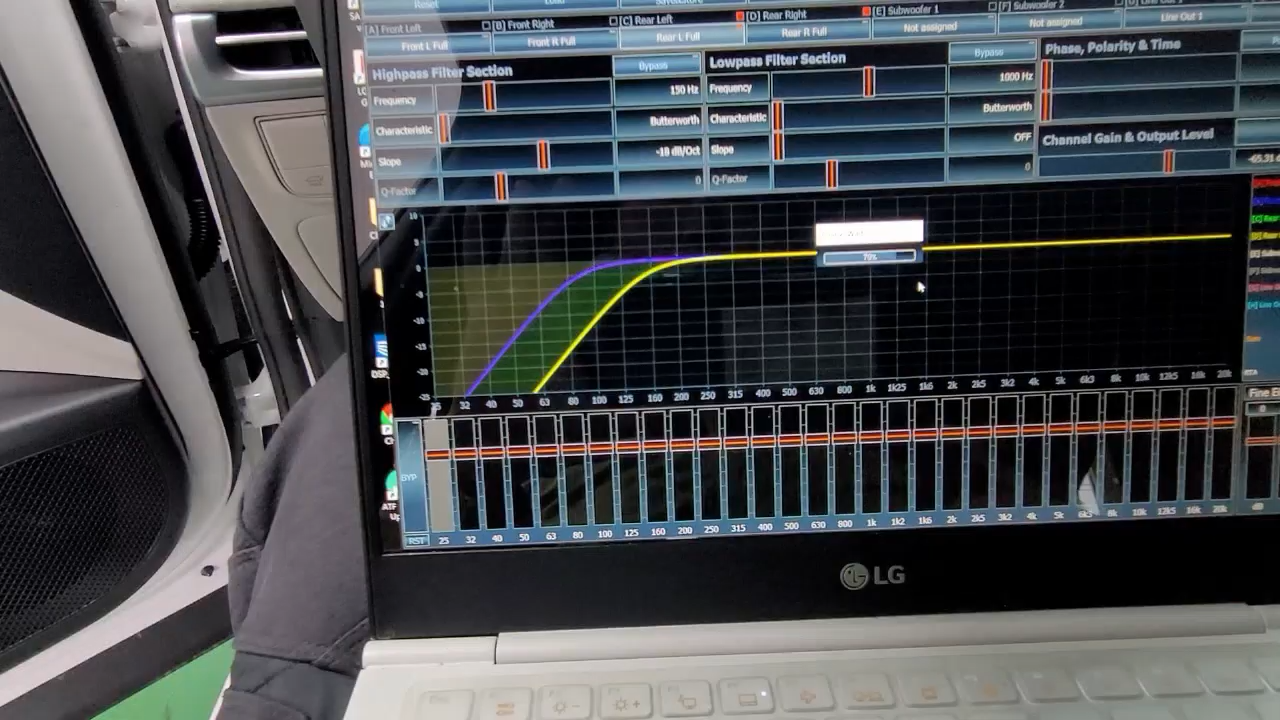 Reset
[A] Front Left
[B] Front Right
[C] Rear Left
[D] Rear Right
[E] Subwoofer 1
[F] Subwoofer 2
Front L Full
Front R Full
Rear L Full
Rear R Full
Not assigned
Not assigned
Line Out 1
Highpass Filter Section
Bypass
Lowpass Filter Section
Bypass
Phase, Polarity & Time
Frequency
150 Hz
Frequency
1000 Hz
Characteristic
Butterworth
Characteristic
Butterworth
Slope
-18 dB/Oct
Slope
OFF
Channel Gain & Output Level
Q-Factor
0
Q-Factor
0
32 40 50 63 80 100 125 160 200 250 315 400 500 630 800 1k 1k25 1k6 2k 2k5 3k2 4k 5k 6k3 8k 10k 12k5 16k 20k
BYP
Fine E
RST
25 32 40 50 63 80 100 125 160 200 250 315 400 500 630 800 1k 1k2 1k6 2k 2k5 3k2 4k 5k 6k3 8k 10k 12k5 16k 20k
dB
LG